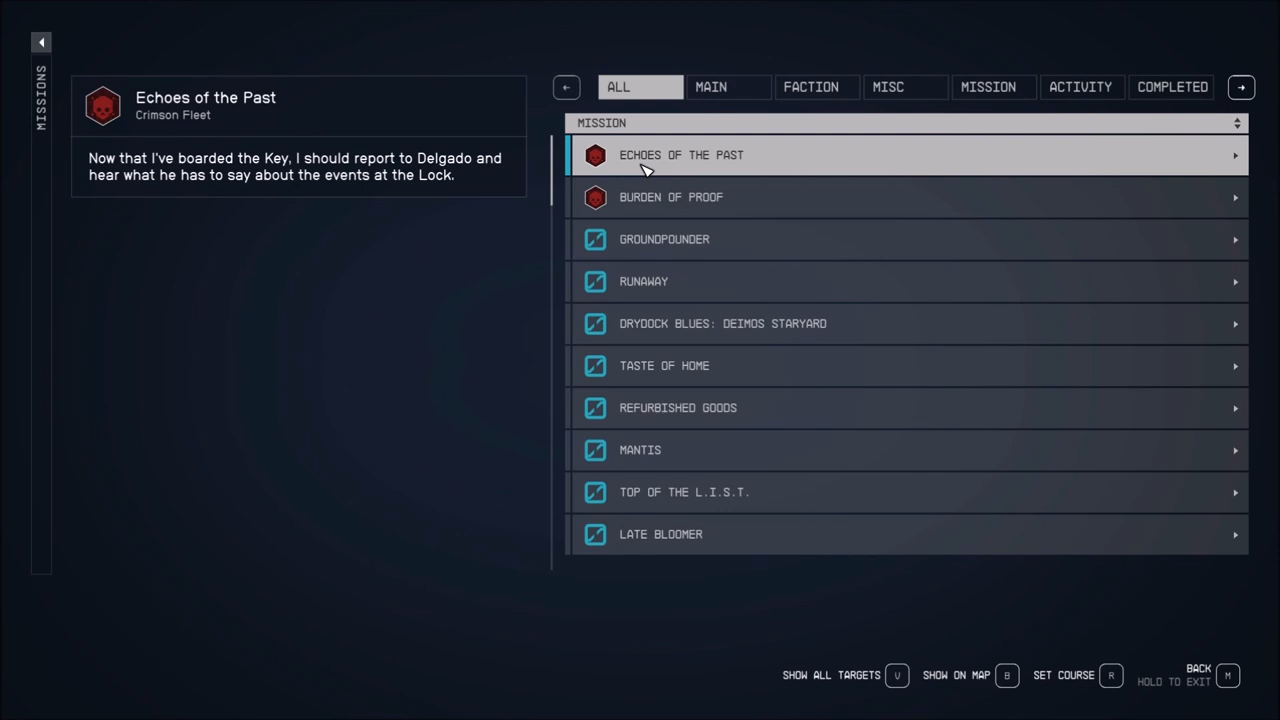 MISSIONS
Echoes of the Past
Crimson Fleet
Now that I've boarded the Key, I should report to Delgado and
hear what he has to say about the events at the Lock.
ALL MAIN FACTION MISC MISSION ACTIVITY COMPLETED
MISSION
ECHOES OF THE PAST
BURDEN OF PROOF
GROUNDPOUNDER
RUNAWAY
DRYDOCK BLUES: DEIMOS STARYARD
TASTE OF HOME
REFURBISHED GOODS
MANTIS
TOP OF THE L.I.S.T.
LATE BLOOMER
SHOW ALL TARGETS V SHOW ON MAP B SET COURSE R BACK M
HOLD TO EXIT